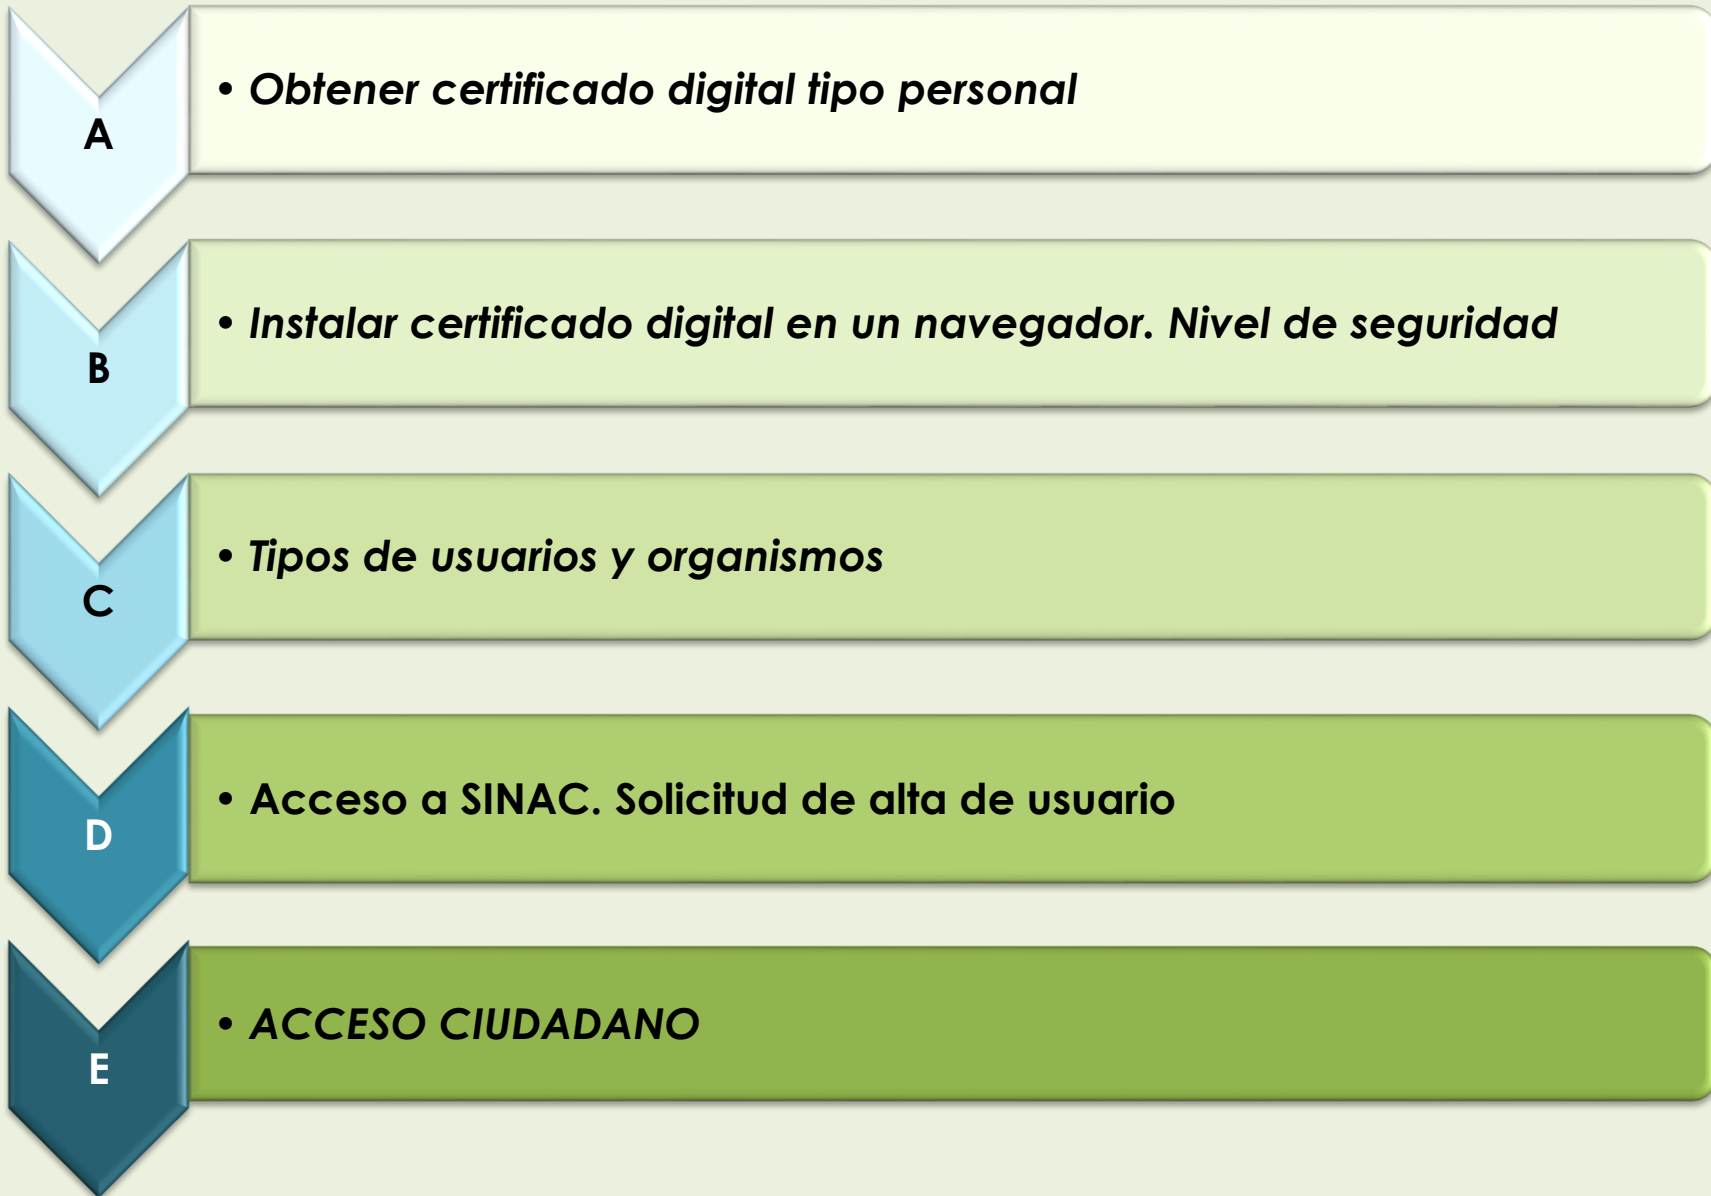 A
• Obtener certificado digital tipo personal
B
• Instalar certificado digital en un navegador. Nivel de seguridad
C
• Tipos de usuarios y organismos
D
• Acceso a SINAC. Solicitud de alta de usuario
E
• ACCESO CIUDADANO